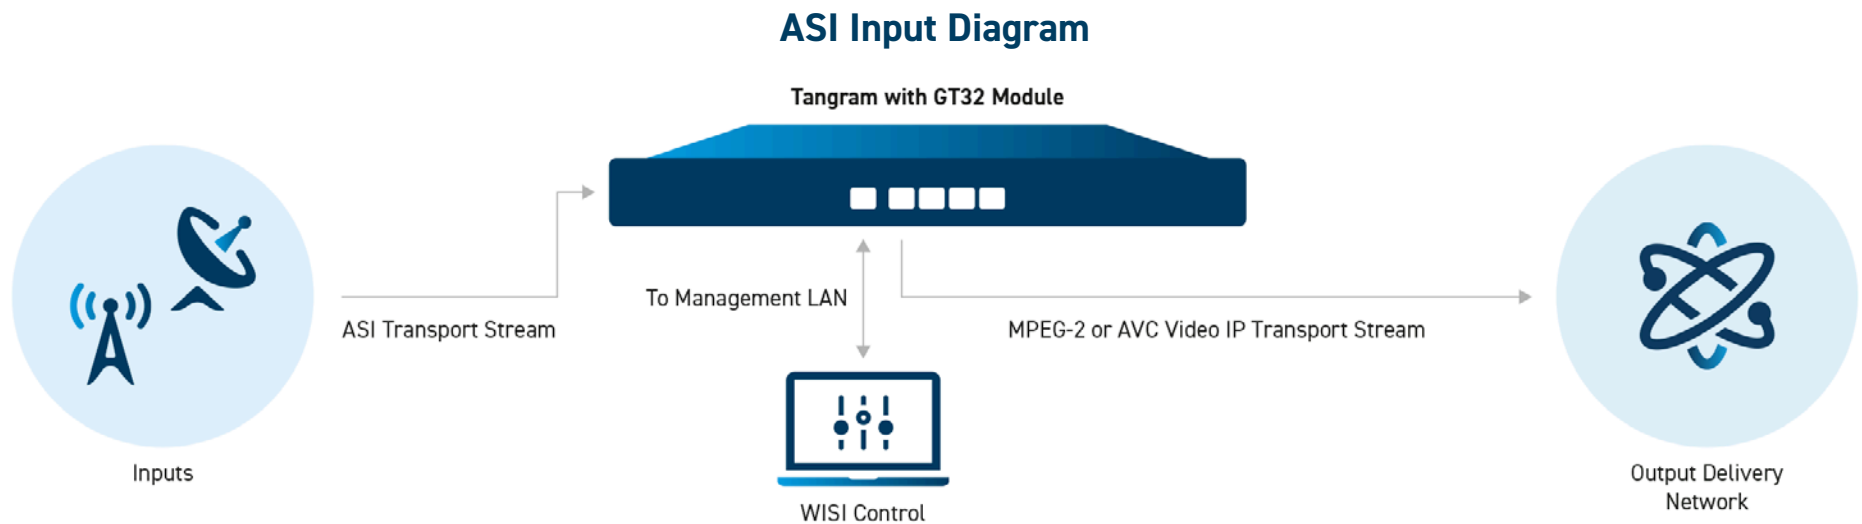 ASI Input Diagram
Tangram with GT32 Module
ASI Transport Stream
To Management LAN
MPEG-2 or AVC Video IP Transport Stream
Inputs
WISI Control
Output Delivery
Network